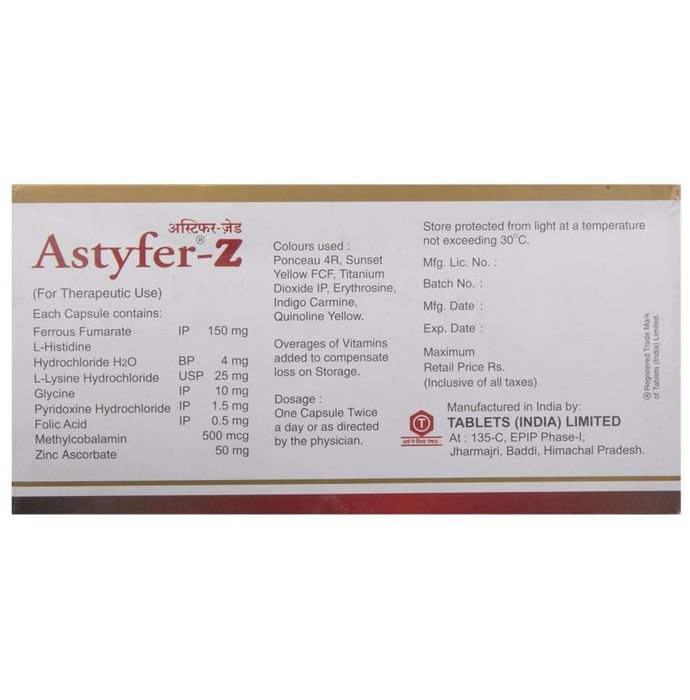 अस्टिफर-ज़ेड
Astyfer®-Z
(For Therapeutic Use)
Each Capsule contains:
Ferrous Fumarate IP 150 mg
L-Histidine
Hydrochloride H2O BP 4 mg
L-Lysine Hydrochloride USP 25 mg
Glycine IP 10 mg
Pyridoxine Hydrochloride IP 1.5 mg
Folic Acid IP 0.5 mg
Methylcobalamin 500 mcg
Zinc Ascorbate 50 mg
Colours used :
Ponceau 4R, Sunset
Yellow FCF, Titanium
Dioxide IP, Erythrosine,
Indigo Carmine,
Quinoline Yellow.
Overages of Vitamins
added to compensate
loss on Storage.
Dosage :
One Capsule Twice
a day or as directed
by the physician.
Store protected from light at a temperature
not exceeding 30°C.
Mfg. Lic. No. :
Batch No. :
Mfg. Date :
Exp. Date :
Maximum
Retail Price Rs.
(Inclusive of all taxes)
Manufactured in India by:
TABLETS (INDIA) LIMITED
At : 135-C, EPIP Phase-I,
Jharmajri, Baddi, Himachal Pradesh.
T
® Registered Trade Mark
of Tablets (India) Limited.